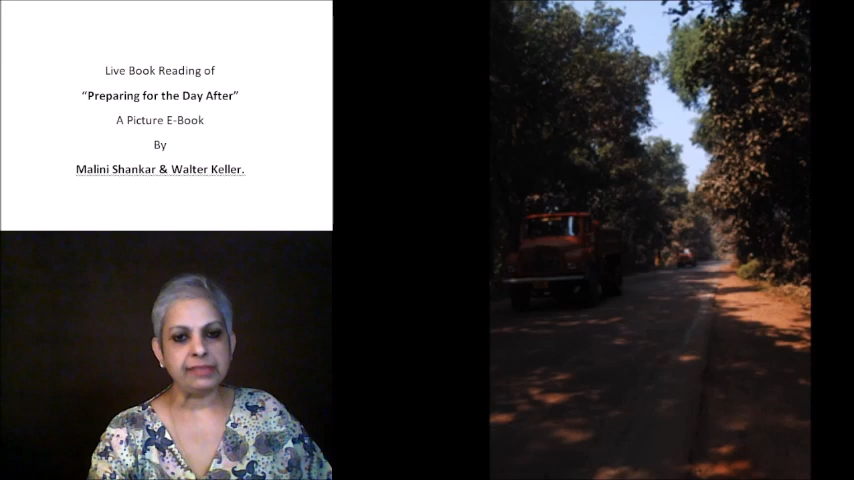 Live Book Reading of
“Preparing for the Day After”
A Picture E-Book
By
Malini Shankar & Walter Keller.